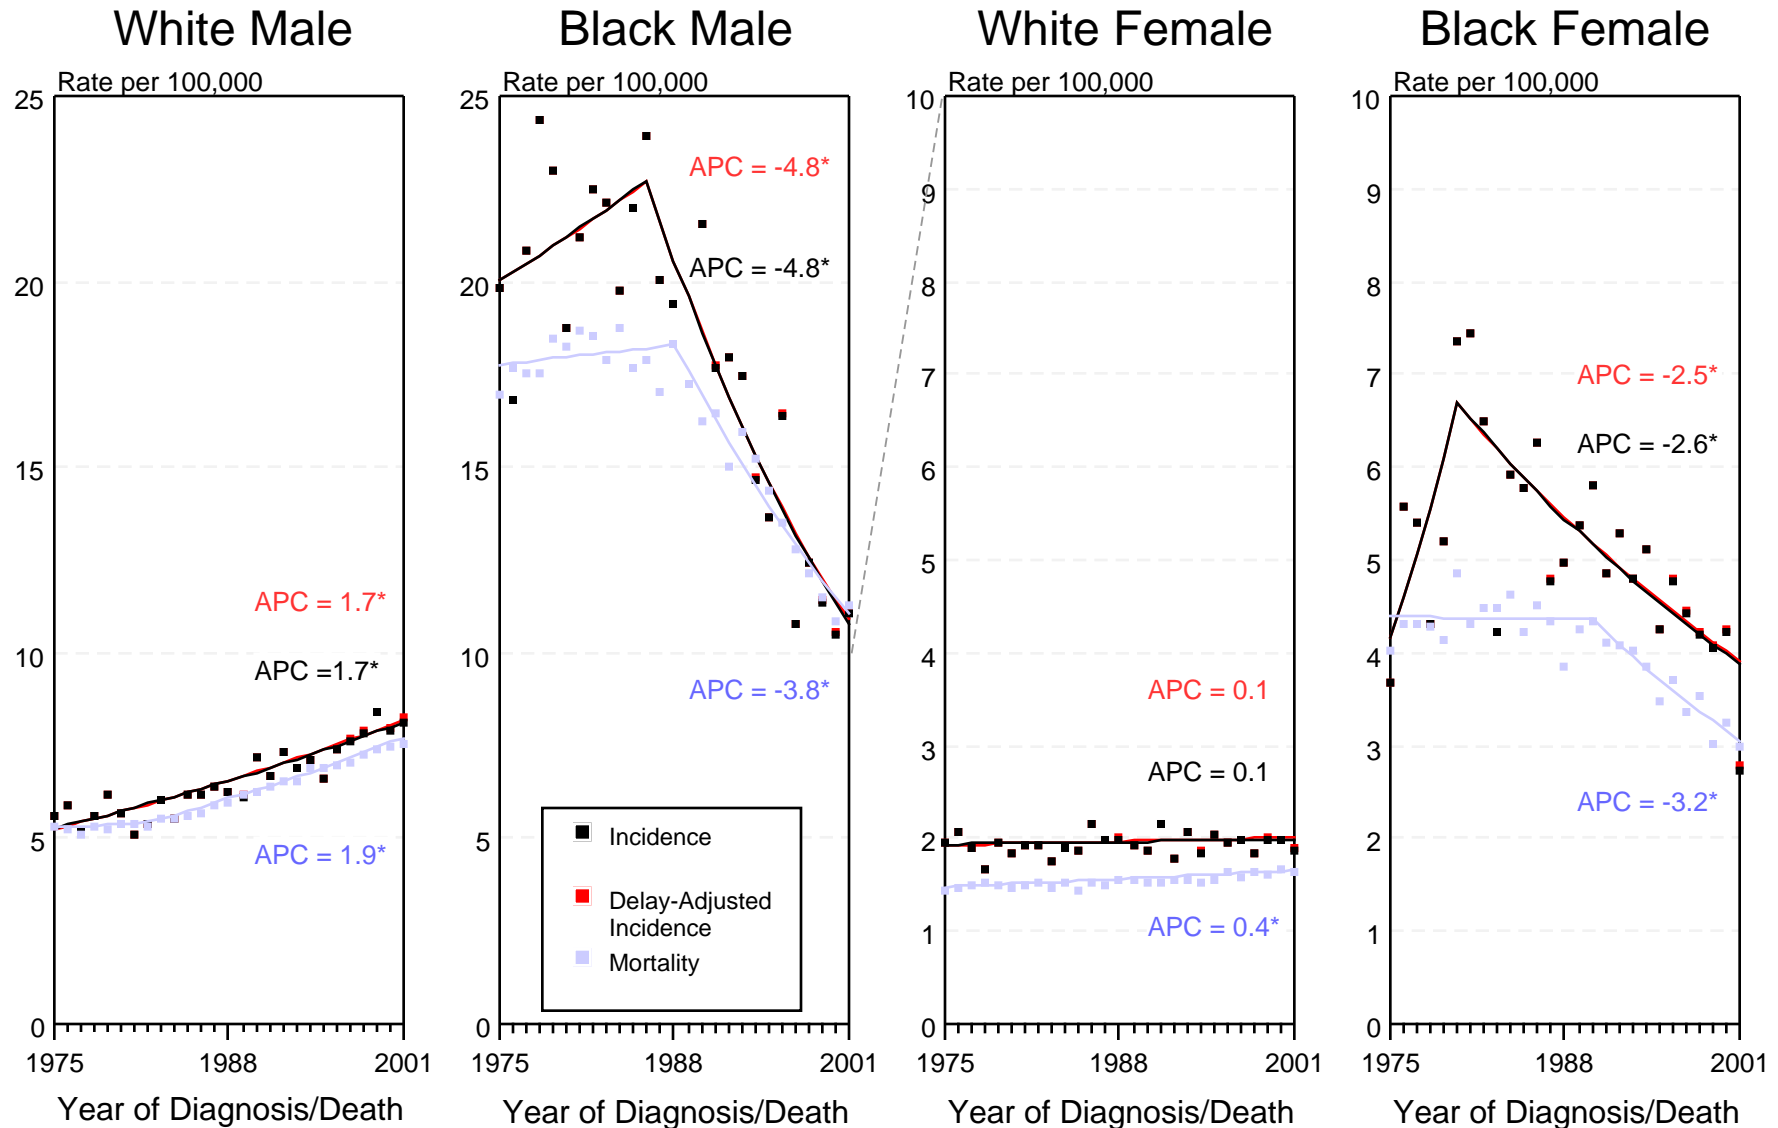 White Male
Black Male
White Female
Black Female
Rate per 100,000
Rate per 100,000
Rate per 100,000
Rate per 100,000
25
20
15
10
5
0
APC = 1.7*
APC =1.7*
APC = 1.9*
1975
1988
2001
Year of Diagnosis/Death
25
20
15
10
5
0
APC = -4.8*
APC = -4.8*
APC = -3.8*
Incidence
Delay-Adjusted
Incidence
Mortality
1975
1988
2001
Year of Diagnosis/Death
10
9
8
7
6
5
4
3
2
1
0
APC = 0.1
APC = 0.1
APC = 0.4*
1975
1988
2001
Year of Diagnosis/Death
10
9
8
7
6
5
4
3
2
1
0
APC = -2.5*
APC = -2.6*
APC = -3.2*
1975
1988
2001
Year of Diagnosis/Death